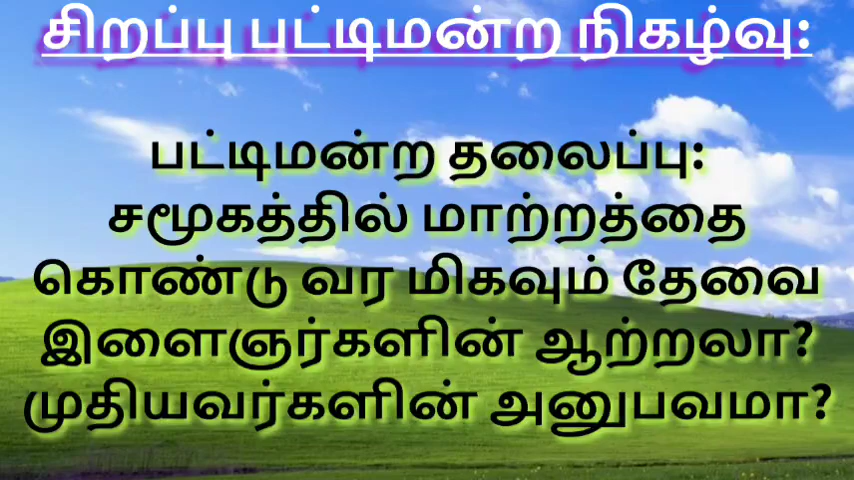 சிறப்பு பட்டிமன்ற நிகழ்வு:
பட்டிமன்ற தலைப்பு:
சமூகத்தில் மாற்றத்தை
கொண்டு வர மிகவும் தேவை
இளைஞர்களின் ஆற்றலா?
முதியவர்களின் அனுபவமா?